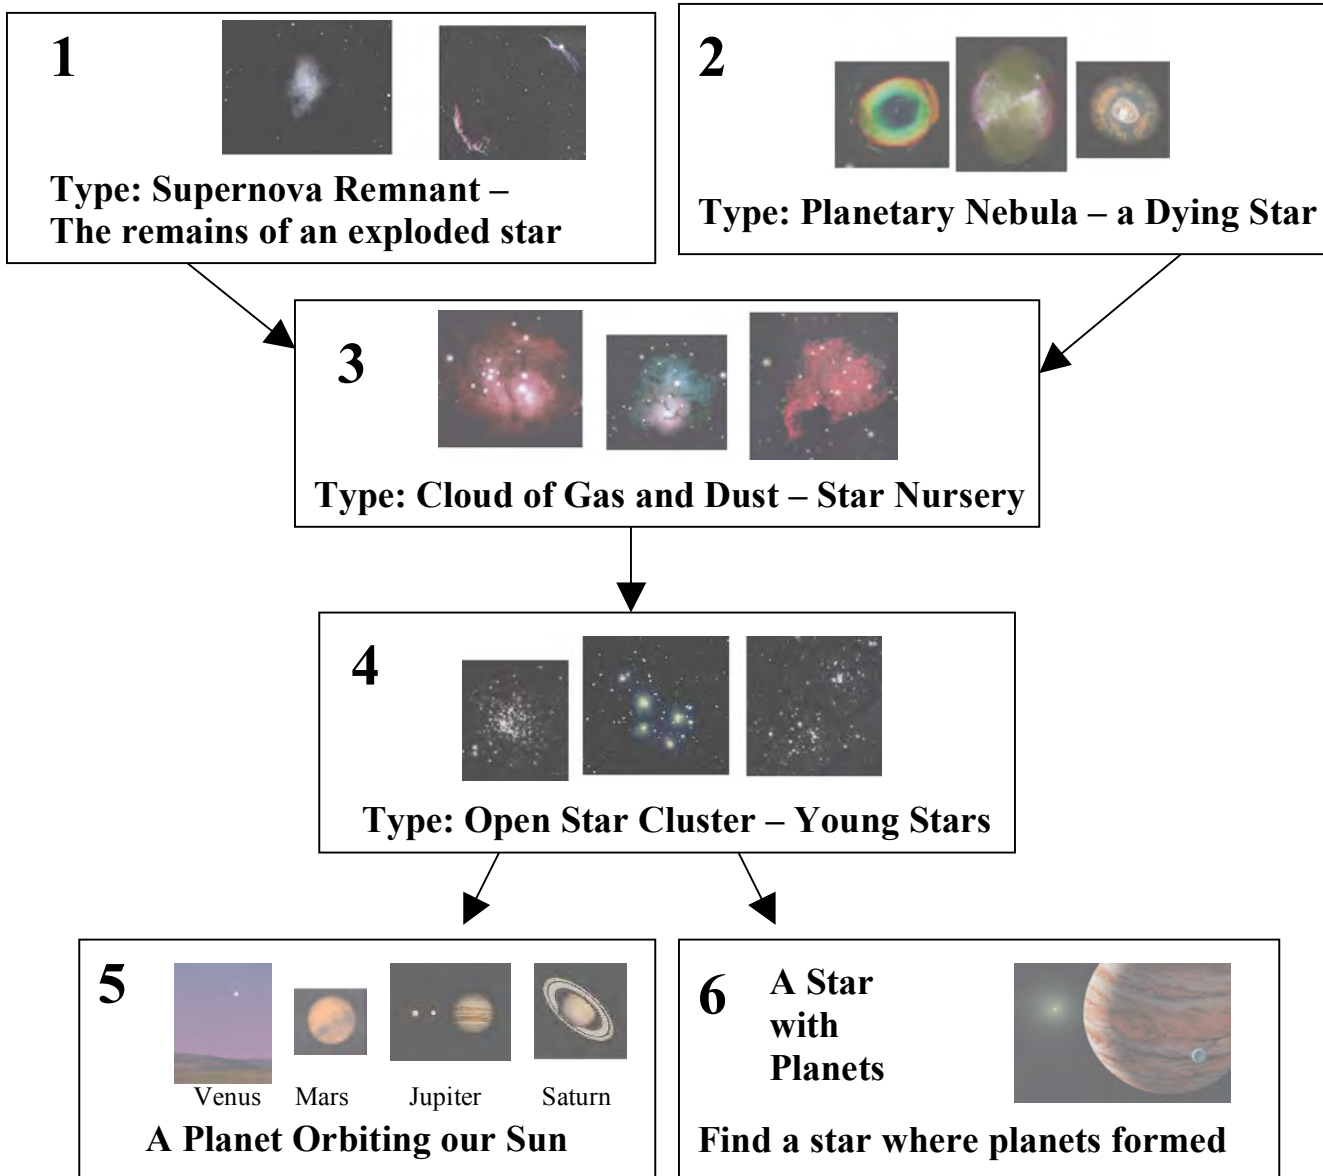 1
Type: Supernova Remnant –
The remains of an exploded star
2
Type: Planetary Nebula – a Dying Star
3
Type: Cloud of Gas and Dust – Star Nursery
4
Type: Open Star Cluster – Young Stars
5
Venus Mars Jupiter Saturn
A Planet Orbiting our Sun
6
A Star
with
Planets
Find a star where planets formed